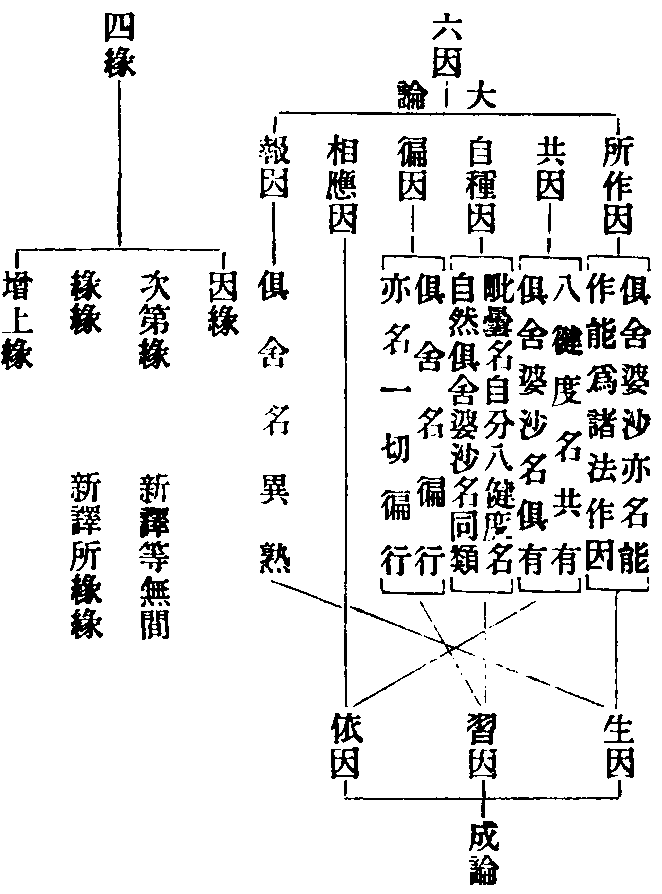 六因
大論
所作因
俱舍婆沙亦名能
作能爲諸法作因
共因
八健度名共有
俱舍婆沙名俱有
自種因
毗曇名自分八健度名
自然俱舍婆沙名同類
徧因
俱舍名徧行
亦名一切徧行
相應因
報因
俱舍名異熟
生因
習因
依因
成論
四緣
因緣
次第緣
新譯等無間
緣緣
新譯所緣緣
增上緣